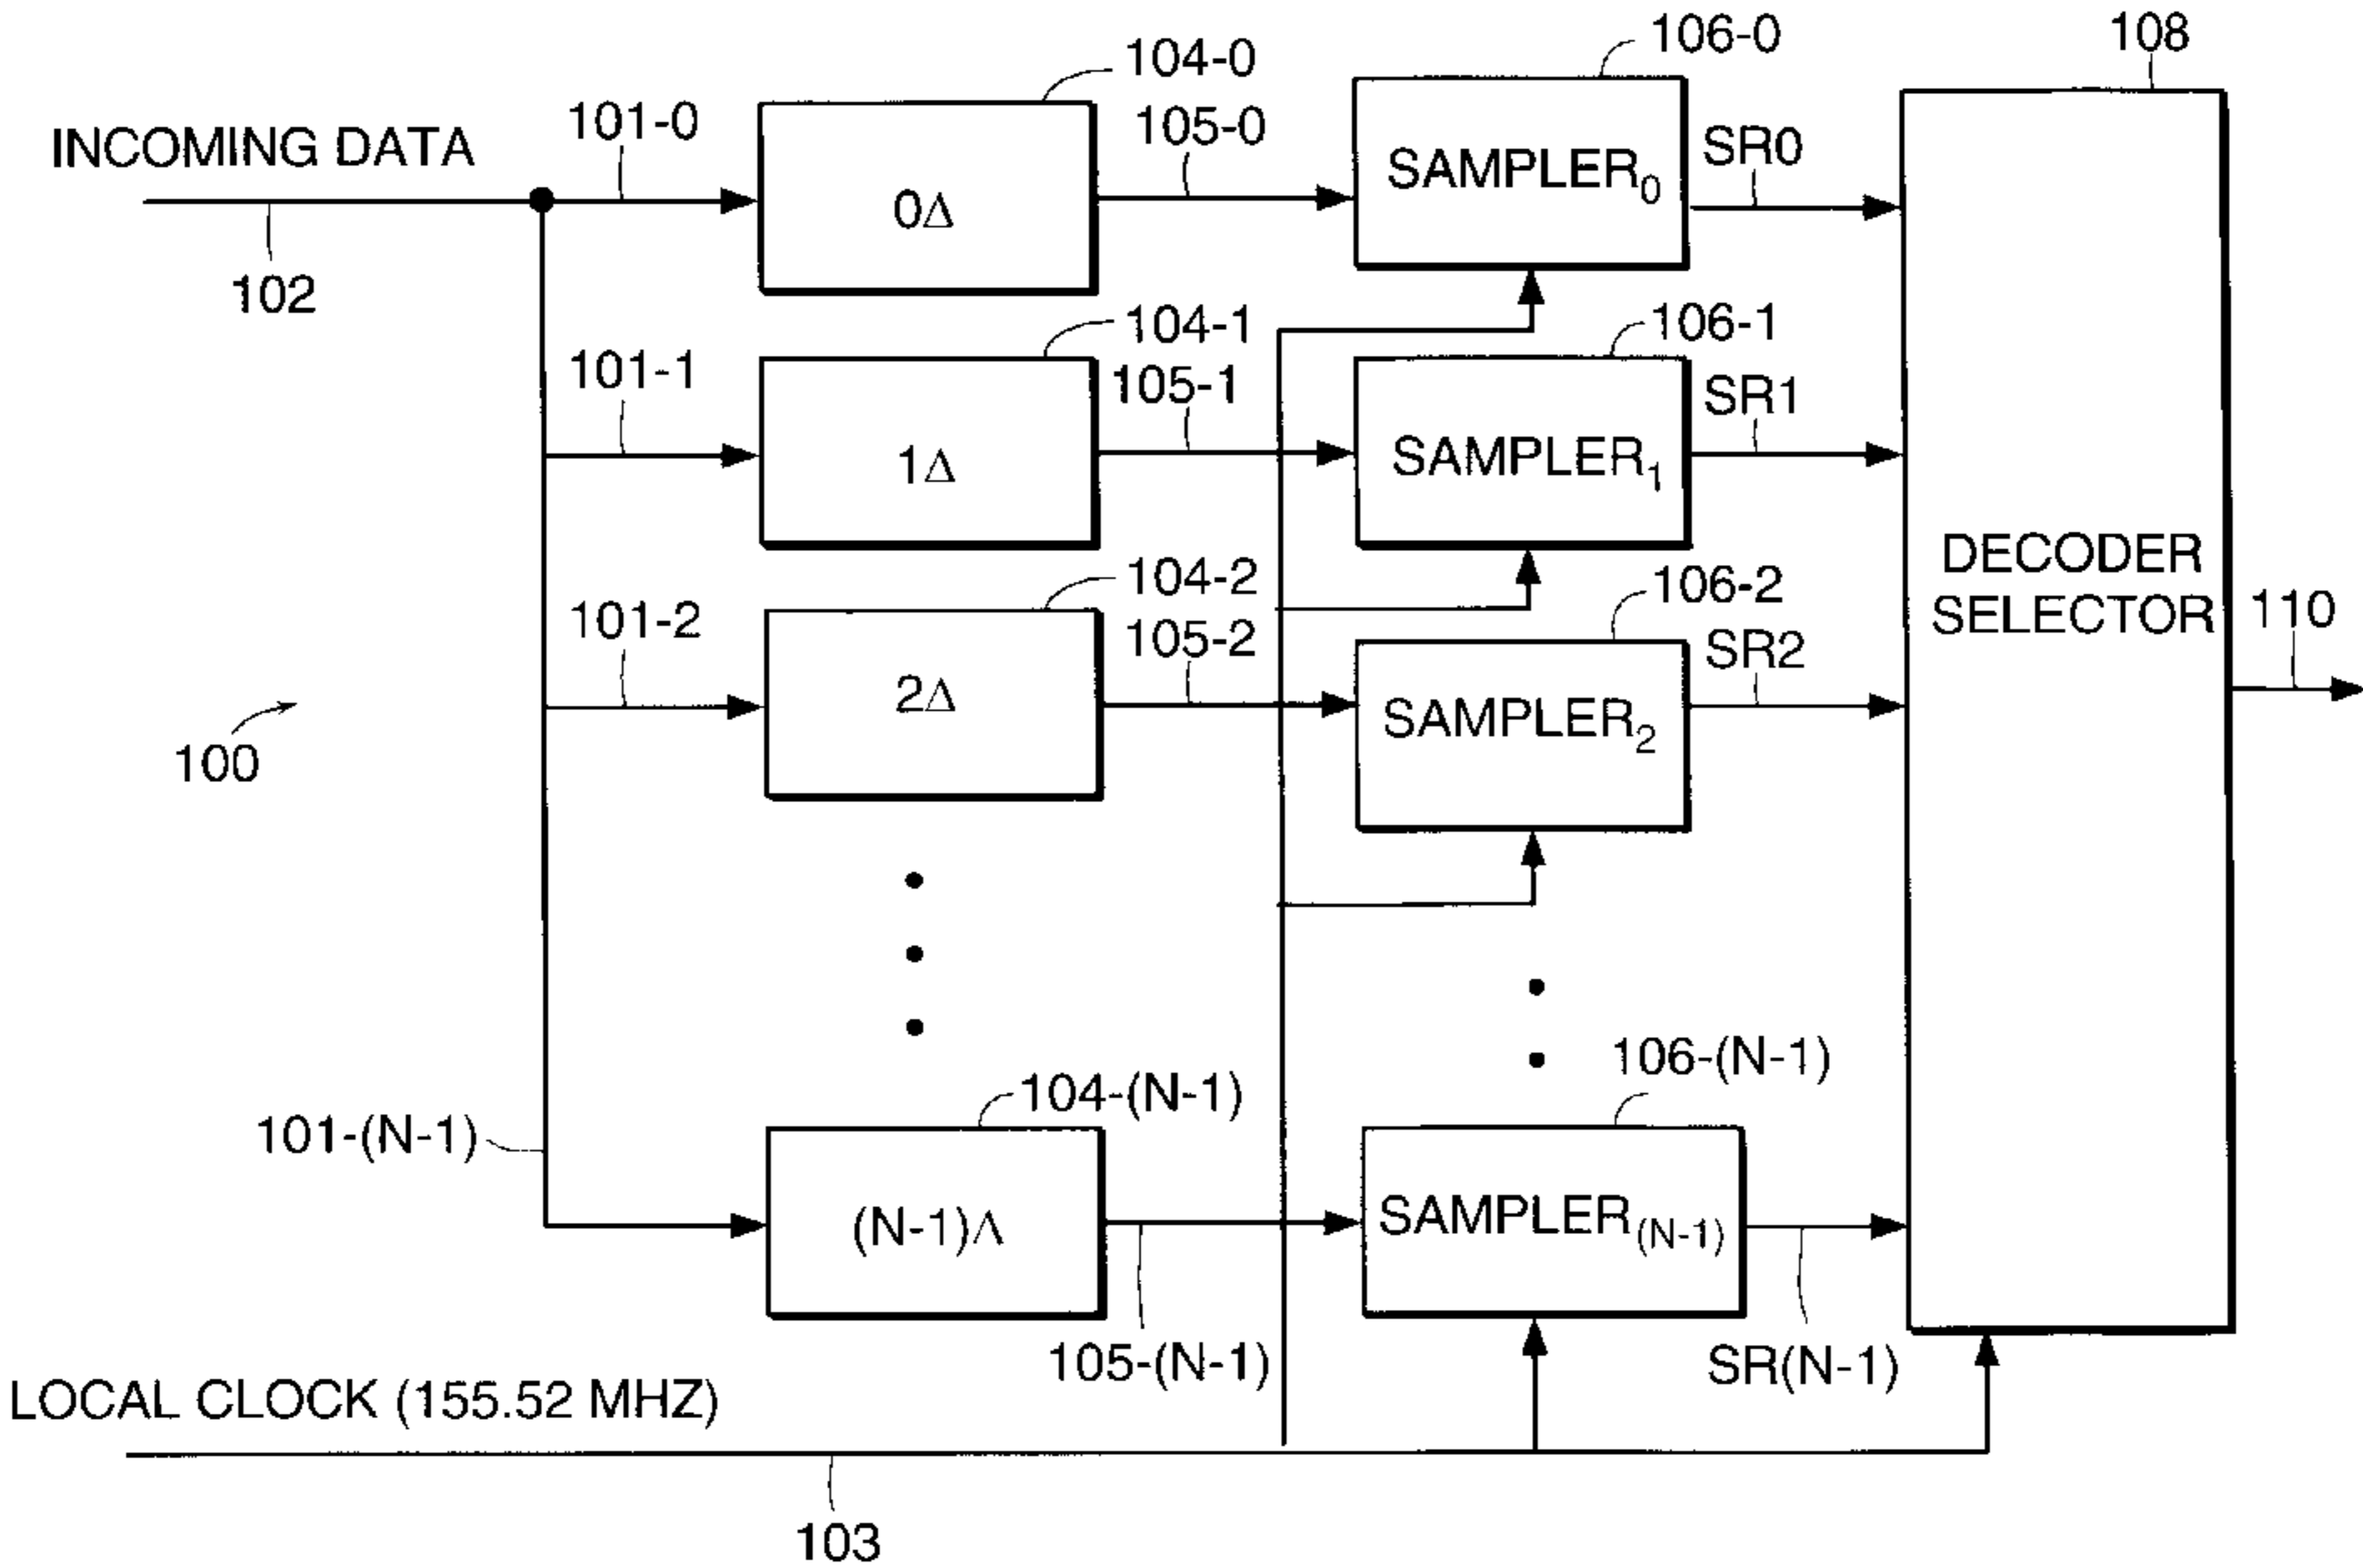 108
106-0
104-0
101-0
105-0
INCOMING DATA
SR0
SAMPLER0
0Δ
102
104-1
106-1
101-1
105-1
SR1
SAMPLER1
1Δ
DECODER
SELECTOR
104-2
106-2
110
101-2
105-2
SR2
2Δ
SAMPLER2
100
106-(N-1)
104-(N-1)
101-(N-1)
(N-1)Λ
SAMPLER(N-1)
105-(N-1)
SR(N-1)
LOCAL CLOCK (155.52 MHZ)
103